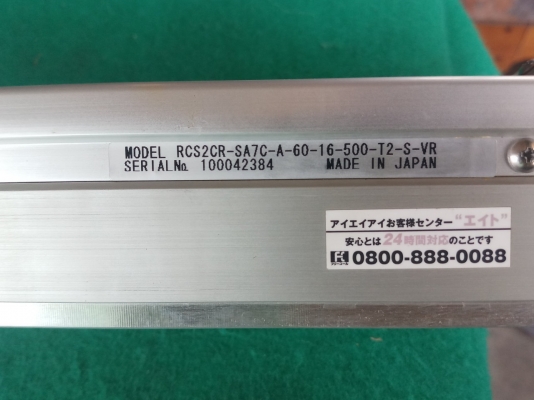 MODEL RCS2CR-SA7C-A-60-16-500-T2-S-VR
SERIAL№ 100042384 MADE IN JAPAN
アイエイアイお客様センター“エイト”
安心とは24時間対応のことです
0800-888-0088